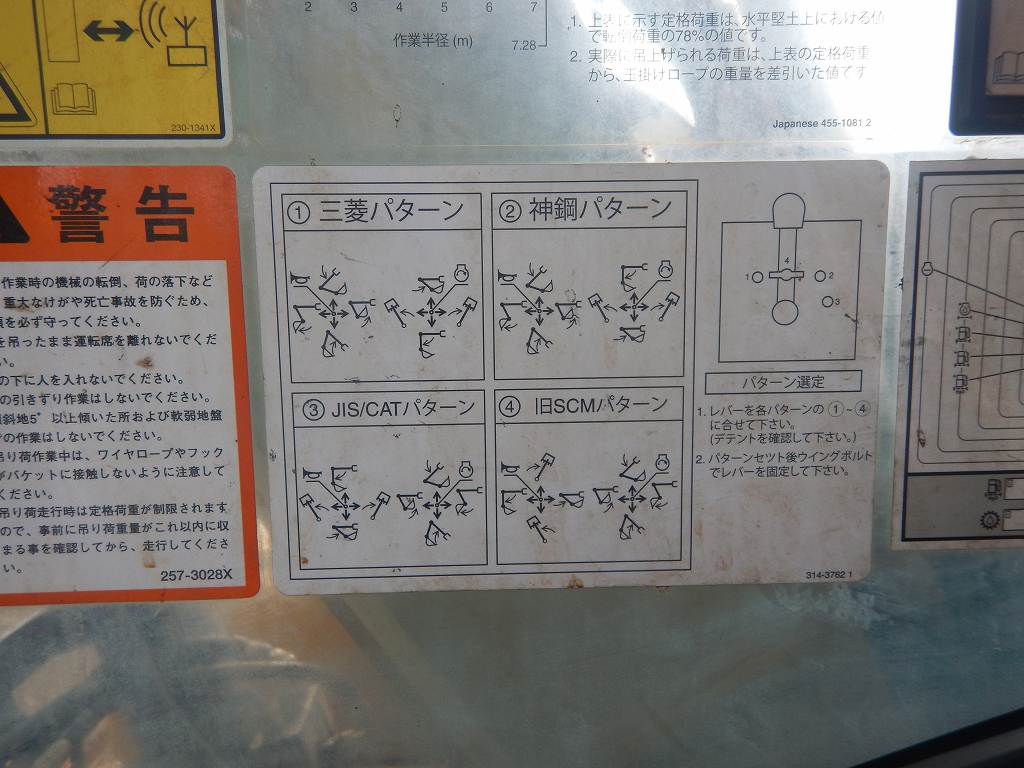 2 3 4 5 6 7
作業半径 (m)
7.28
1. 上表に示す定格荷重は、水平堅土上における値
で転倒荷重の78%の値です。
2. 実際に吊上げられる荷重は、上表の定格荷重
から、玉掛けロープの重量を差引いた値です
230-1341X
Japanese 455-1081 2
警告
作業時の機械の転倒、荷の落下など
重大なけがや死亡事故を防ぐため、
を必ず守ってください。
を吊ったまま運転席を離れないでくだ
い。
の下に人を入れないでください。
の引きずり作業はしないでください。
斜地5°以上傾いた所および軟弱地盤
の作業はしないでください。
吊り荷作業中は、ワイヤロープやフック
がバケットに接触しないように注意して
ください。
吊り荷走行時は定格荷重が制限されます
ので、事前に吊り荷重量がこれ以内に収
まる事を確認してから、走行してくださ
い。
257-3028X
① 三菱パターン
② 神鋼パターン
③ JIS/CATパターン
④ 旧SCMパターン
4
1 2
3
パターン選定
1. レバーを各パターンの ①~④
に合せて下さい。
(デテントを確認して下さい。)
2. パターンセット後ウイングボルト
でレバーを固定して下さい。
314-3762 1